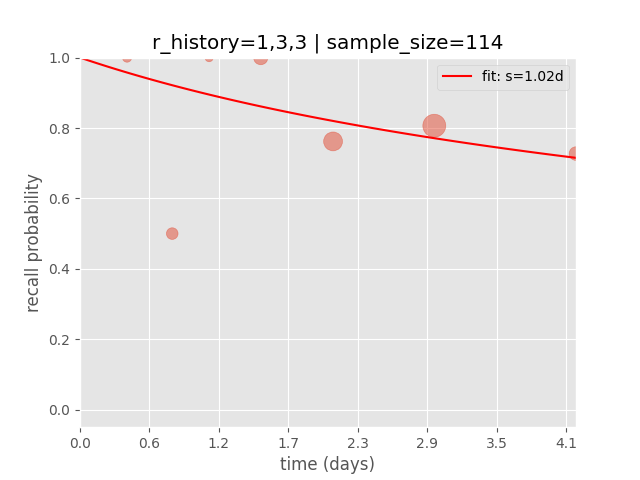 r_history=1,3,3 | sample_size=114
fit: s=1.02d
recall probability
1.0
0.8
0.6
0.4
0.2
0.0
0.0 0.6 1.2 1.7 2.3 2.9 3.5 4.1
time (days)